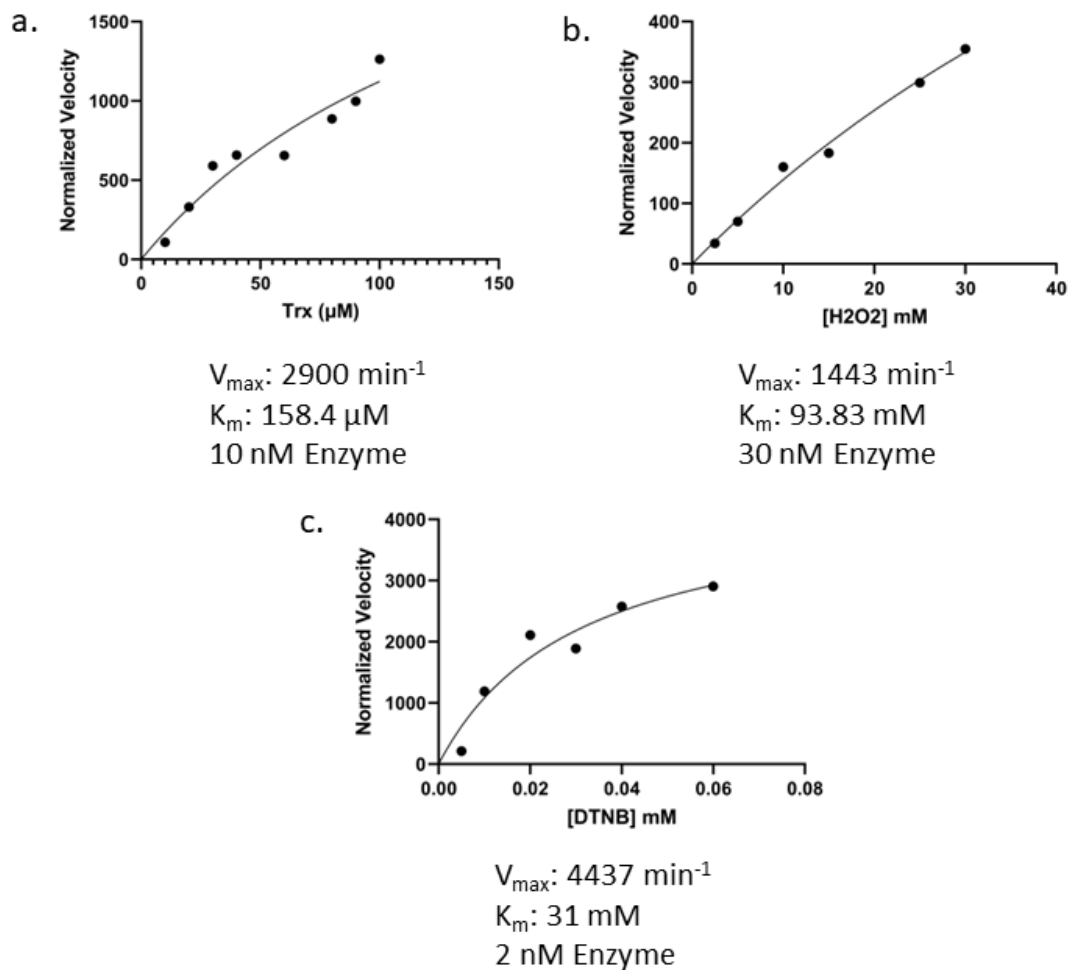 a.
Normalized Velocity
1500
1000
500
0
0 50 100 150
Trx (µM)
Vmax: 2900 min-1
Km: 158.4 µM
10 nM Enzyme
b.
Normalized Velocity
400
300
200
100
0
0 10 20 30 40
[H2O2] mM
Vmax: 1443 min-1
Km: 93.83 mM
30 nM Enzyme
c.
Normalized Velocity
4000
3000
2000
1000
0
0.00 0.02 0.04 0.06 0.08
[DTNB] mM
Vmax: 4437 min-1
Km: 31 mM
2 nM Enzyme